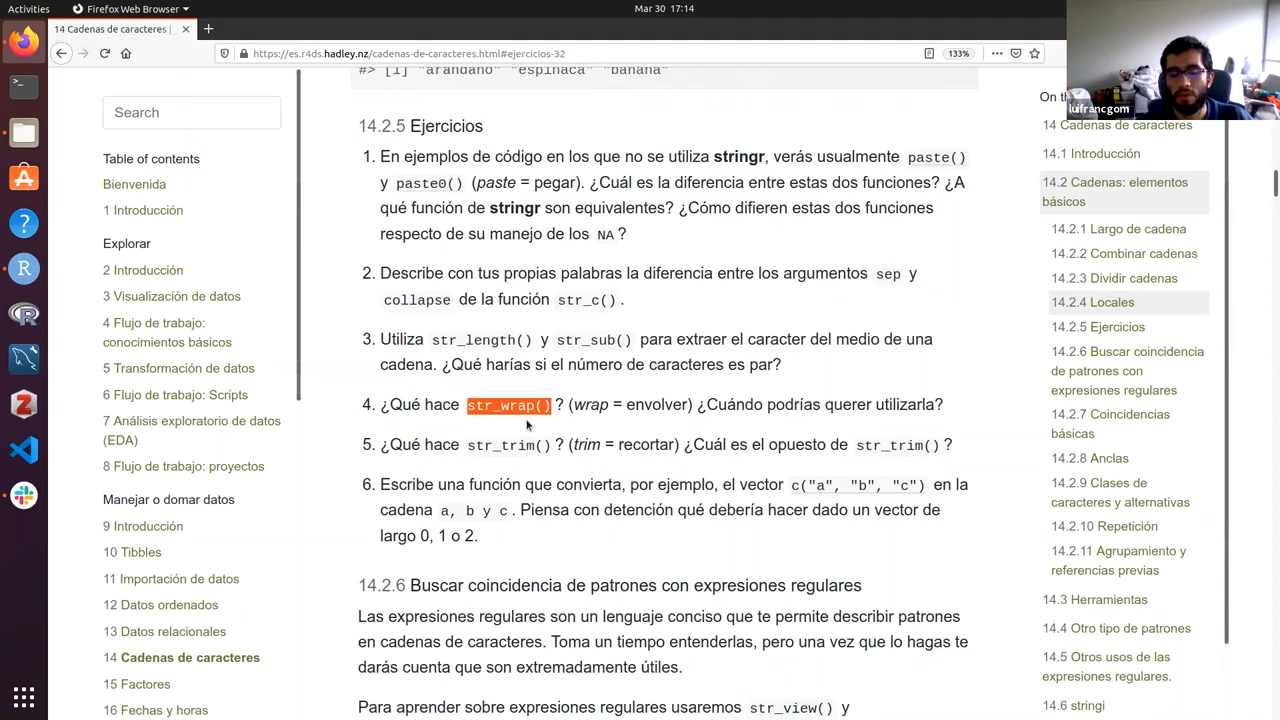 Activities
Firefox Web Browser
Mar 30 17:14
14 Cadenas de caracteres |
https://es.r4ds.hadley.nz/cadenas-de-caracteres.html#ejercicios-32
133%
luifrancgom
Search
Table of contents
Bienvenida
1 Introducción
Explorar
2 Introducción
3 Visualización de datos
4 Flujo de trabajo:
conocimientos básicos
5 Transformación de datos
6 Flujo de trabajo: Scripts
7 Análisis exploratorio de datos
(EDA)
8 Flujo de trabajo: proyectos
Manejar o domar datos
9 Introducción
10 Tibbles
11 Importación de datos
12 Datos ordenados
13 Datos relacionales
14 Cadenas de caracteres
15 Factores
16 Fechas y horas
#> [1] "arándano" "espinaca" "banana"
14.2.5 Ejercicios
1. En ejemplos de código en los que no se utiliza stringr, verás usualmente paste()
y paste0() (paste = pegar). ¿Cuál es la diferencia entre estas dos funciones? ¿A
qué función de stringr son equivalentes? ¿Cómo difieren estas dos funciones
respecto de su manejo de los NA?
2. Describe con tus propias palabras la diferencia entre los argumentos sep y
collapse de la función str_c().
3. Utiliza str_length() y str_sub() para extraer el caracter del medio de una
cadena. ¿Qué harías si el número de caracteres es par?
4. ¿Qué hace str_wrap()? (wrap = envolver) ¿Cuándo podrías querer utilizarla?
5. ¿Qué hace str_trim()? (trim = recortar) ¿Cuál es el opuesto de str_trim()?
6. Escribe una función que convierta, por ejemplo, el vector c("a", "b", "c") en la
cadena a, b y c. Piensa con detención qué debería hacer dado un vector de
largo 0, 1 o 2.
14.2.6 Buscar coincidencia de patrones con expresiones regulares
Las expresiones regulares son un lenguaje conciso que te permite describir patrones
en cadenas de caracteres. Toma un tiempo entenderlas, pero una vez que lo hagas te
darás cuenta que son extremadamente útiles.
Para aprender sobre expresiones regulares usaremos str_view() y
On th
14 Cadenas de caracteres
14.1 Introducción
14.2 Cadenas: elementos
básicos
14.2.1 Largo de cadena
14.2.2 Combinar cadenas
14.2.3 Dividir cadenas
14.2.4 Locales
14.2.5 Ejercicios
14.2.6 Buscar coincidencia
de patrones con
expresiones regulares
14.2.7 Coincidencias
básicas
14.2.8 Anclas
14.2.9 Clases de
caracteres y alternativas
14.2.10 Repetición
14.2.11 Agrupamiento y
referencias previas
14.3 Herramientas
14.4 Otro tipo de patrones
14.5 Otros usos de las
expresiones regulares.
14.6 stringi